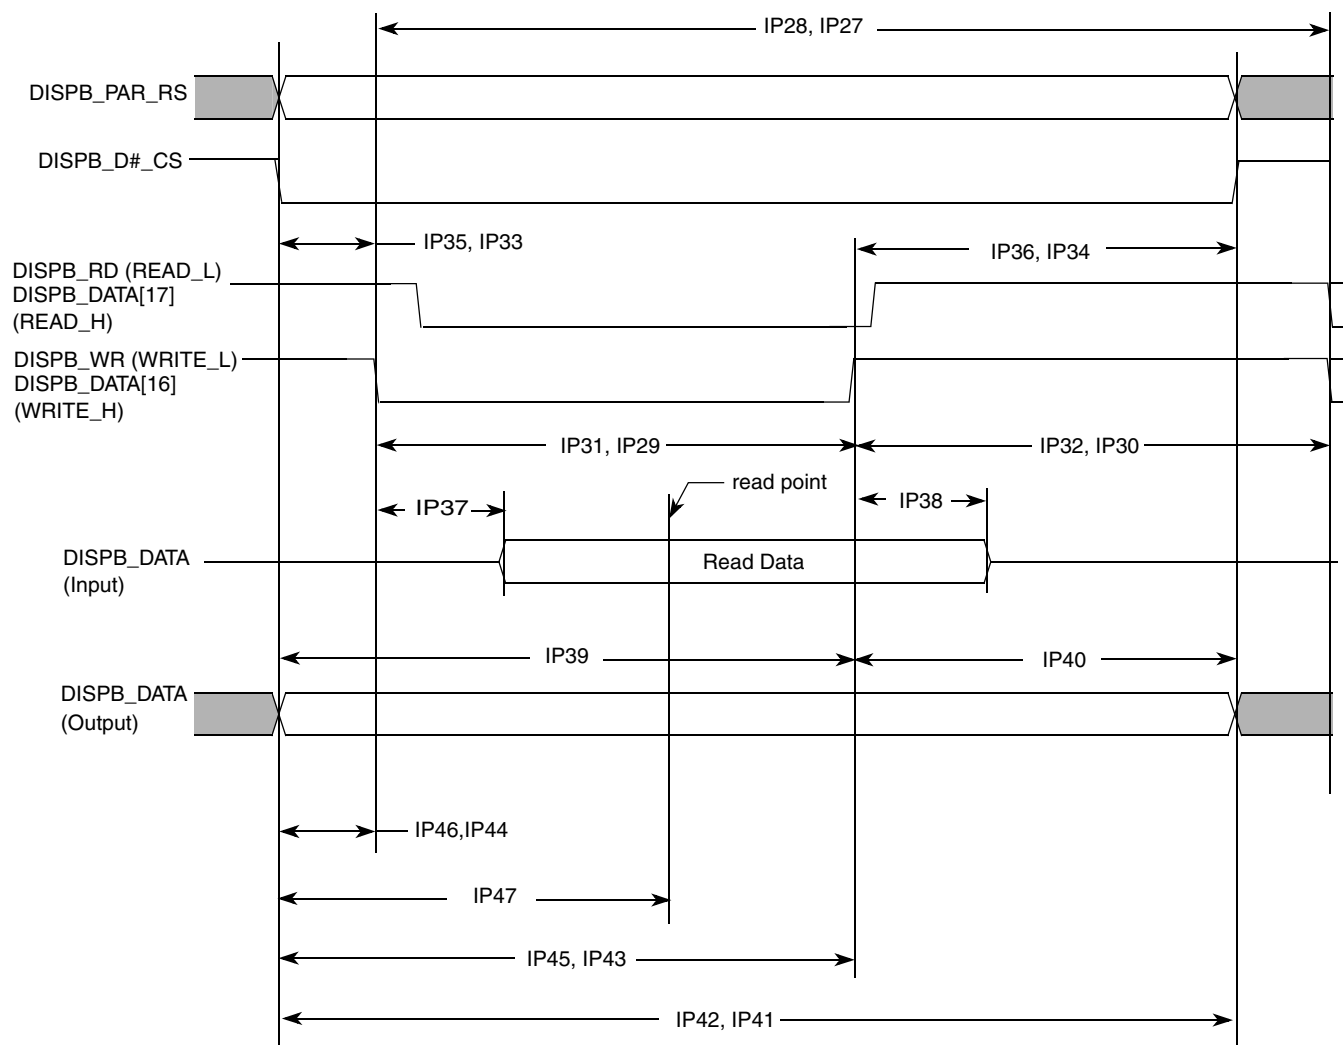 IP28, IP27
DISPB_PAR_RS
DISPB_D#_CS
IP35, IP33
IP36, IP34
DISPB_RD (READ_L)
DISPB_DATA[17]
(READ_H)
DISPB_WR (WRITE_L)
DISPB_DATA[16]
(WRITE_H)
IP31, IP29
IP32, IP30
read point
IP37
IP38
DISPB_DATA
(Input)
Read Data
IP39
IP40
DISPB_DATA
(Output)
IP46,IP44
IP47
IP45, IP43
IP42, IP41